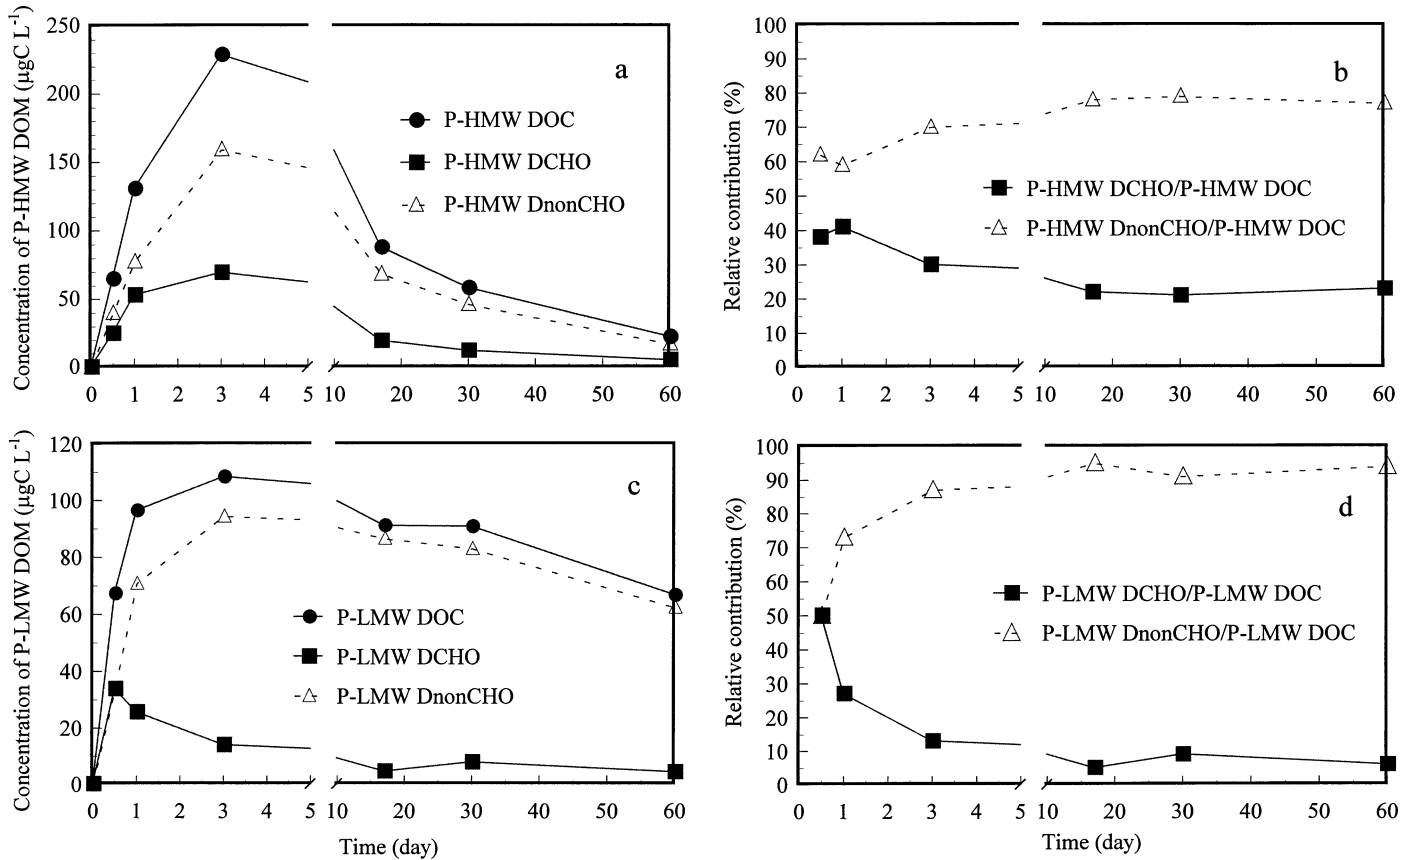 Concentration of P-HMW DOM (μgC L⁻¹)
250
200
150
100
50
0
a
P-HMW DOC
P-HMW DCHO
P-HMW DnonCHO
0 1 2 3 4 5 10 20 30 40 50 60
Relative contribution (%)
100
90
80
70
60
50
40
30
20
10
0
b
P-HMW DCHO/P-HMW DOC
P-HMW DnonCHO/P-HMW DOC
0 1 2 3 4 5 10 20 30 40 50 60
Concentration of P-LMW DOM (μgC L⁻¹)
120
100
80
60
40
20
0
c
P-LMW DOC
P-LMW DCHO
P-LMW DnonCHO
0 1 2 3 4 5 10 20 30 40 50 60
Time (day)
Relative contribution (%)
100
90
80
70
60
50
40
30
20
10
0
d
P-LMW DCHO/P-LMW DOC
P-LMW DnonCHO/P-LMW DOC
0 1 2 3 4 5 10 20 30 40 50 60
Time (day)